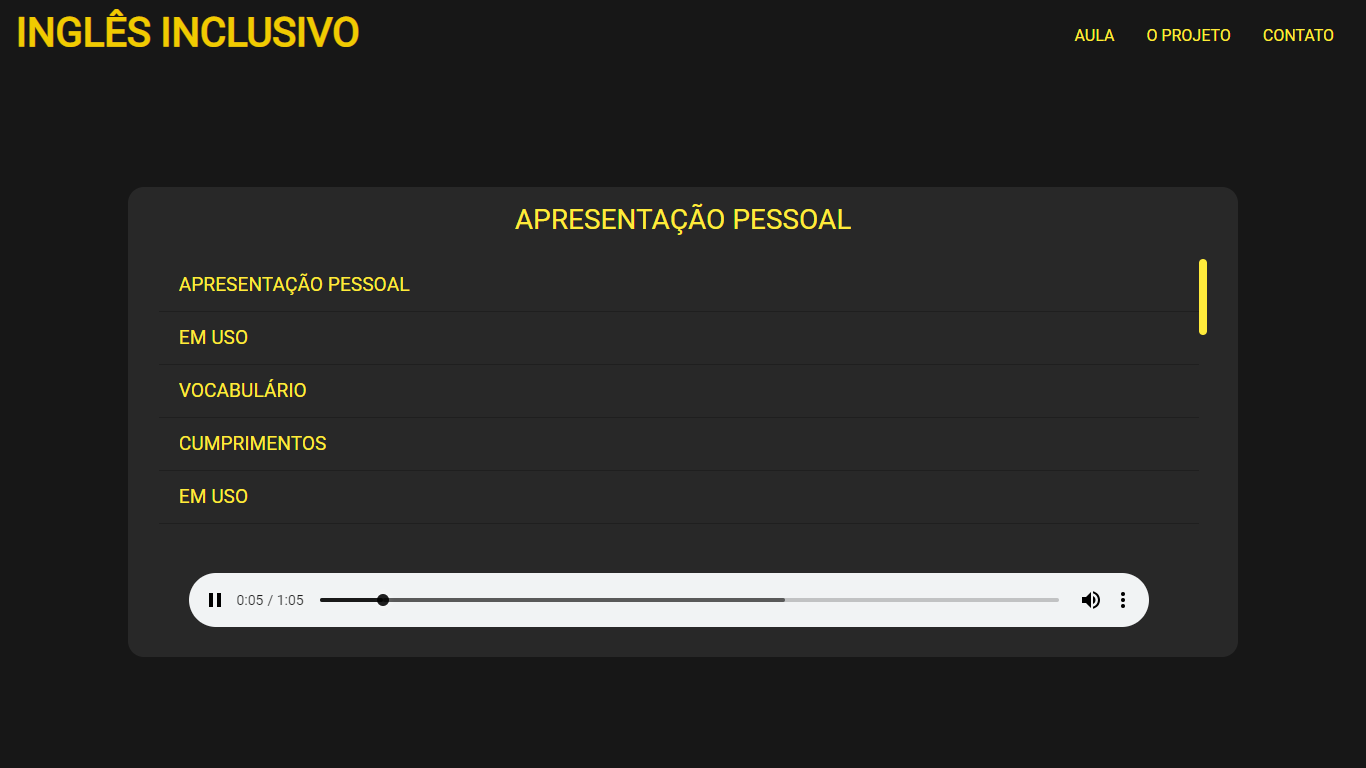 INGLÊS INCLUSIVO
AULA O PROJETO CONTATO
APRESENTAÇÃO PESSOAL
APRESENTAÇÃO PESSOAL
EM USO
VOCABULÁRIO
CUMPRIMENTOS
EM USO
0:05 / 1:05